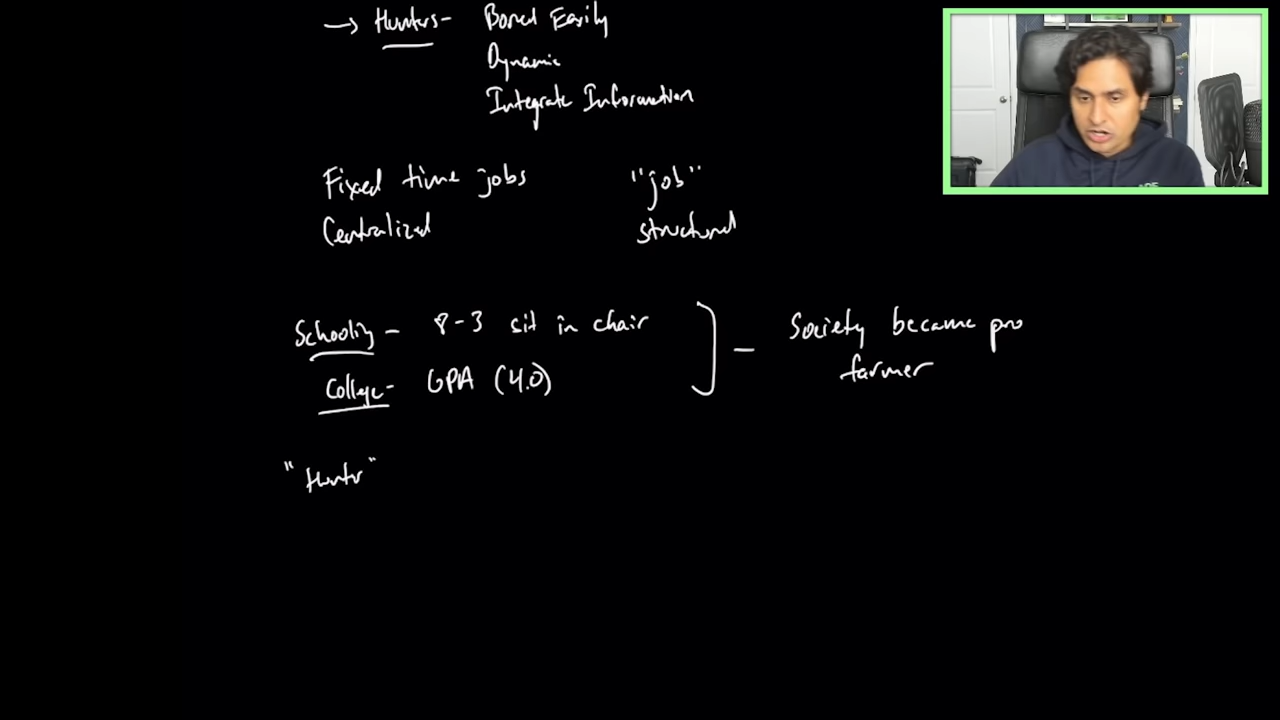 → Hunters - Bored Easily
Dynamic
Integrate Information
Fixed time jobs "job"
Centralized structured
Schooling - 8-3 sit in chair
College - GPA (4.0)
- Society became pro
farmer
"Hunter"